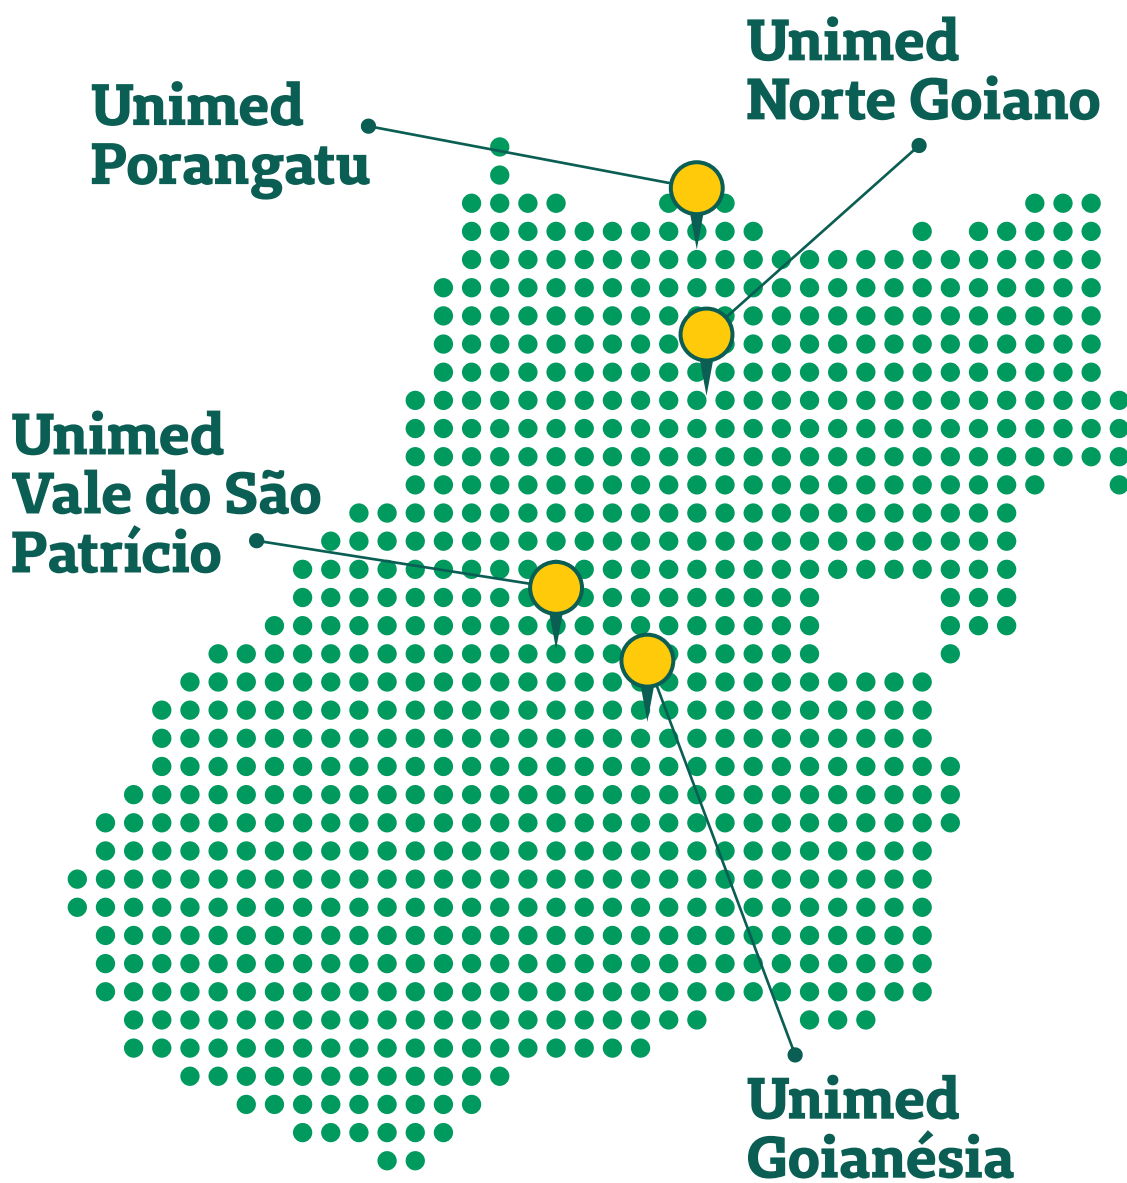 Unimed
Norte Goiano
Unimed
Porangatu
Unimed
Vale do São
Patrício
Unimed
Goianésia